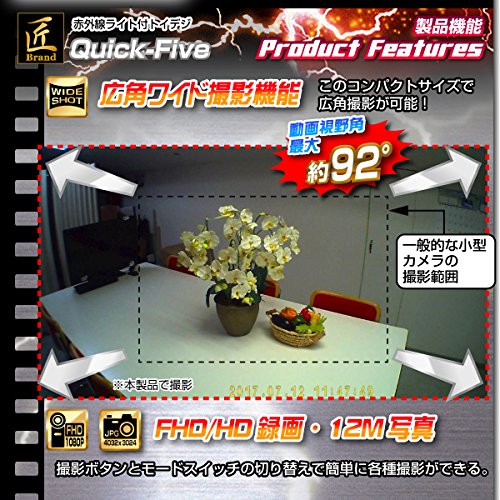 匠
Brand
赤外線ライト付トイデジ
Quick-Five
製品機能
Product Features
WIDE
SHOT
広角ワイド撮影機能
このコンパクトサイズで
広角撮影が可能！
動画視野角
最大
約92°
一般的な小型
カメラの
撮影範囲
※本製品で撮影
2017.07.12 11:47:49
FHD
1080P
JPG
4032x3024
FHD/HD 録画・12M 写真
撮影ボタンとモードスイッチの切り替えで簡単に各種撮影ができる。